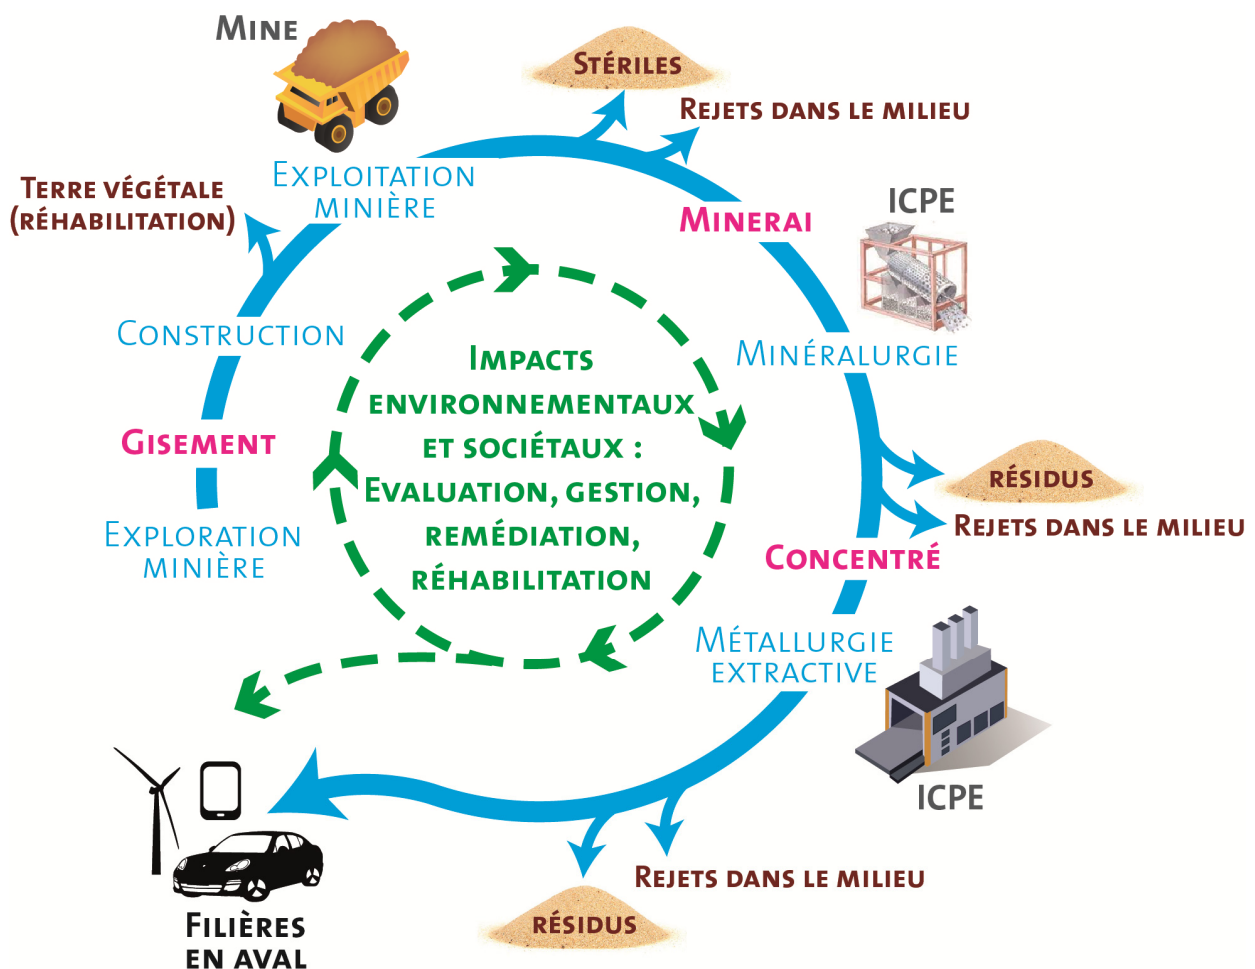 Mine
Stériles
Rejets dans le milieu
Exploitation
minière
Terre végétale
(réhabilitation)
Minerai
ICPE
Construction
Minéralurgie
Impacts
environnementaux
et sociétaux :
Evaluation, gestion,
remédiation,
réhabilitation
Gisement
Exploration
minière
résidus
Rejets dans le milieu
Concentré
Métallurgie
extractive
ICPE
Rejets dans le milieu
résidus
Filières
en aval